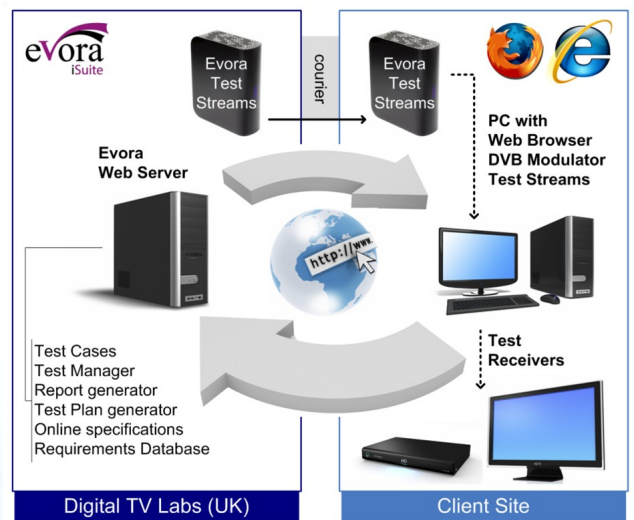 evora
iSuite
Evora
Test
Streams
courier
Evora
Test
Streams
PC with
Web Browser
DVB Modulator
Test Streams
Evora
Web Server
http://www.
Test
Receivers
Test Cases
Test Manager
Report generator
Test Plan generator
Online specifications
Requirements Database
Digital TV Labs (UK)
Client Site